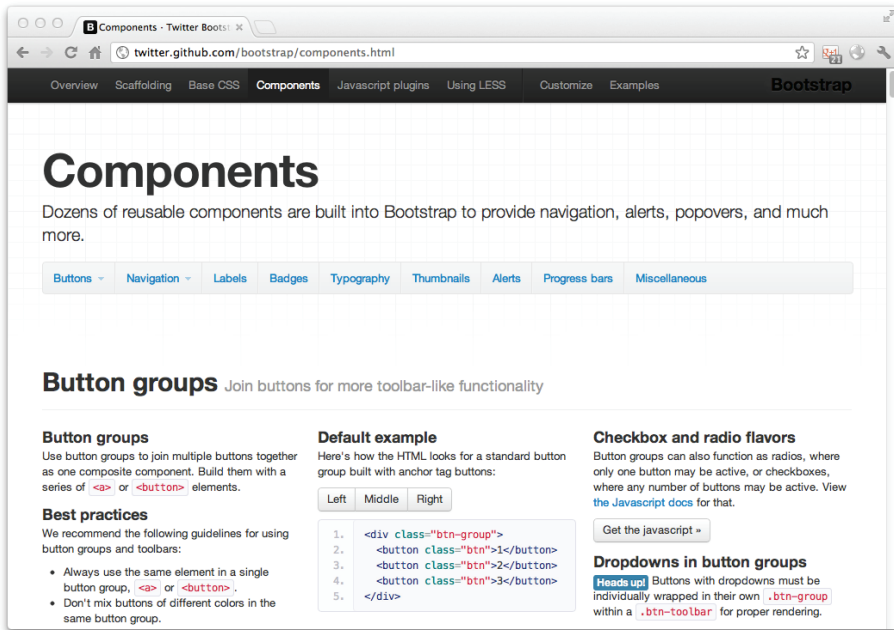 Components - Twitter Bootst
twitter.github.com/bootstrap/components.html
21
Overview Scaffolding Base CSS Components Javascript plugins Using LESS Customize Examples Bootstrap
Components
Dozens of reusable components are built into Bootstrap to provide navigation, alerts, popovers, and much
more.
Buttons Navigation Labels Badges Typography Thumbnails Alerts Progress bars Miscellaneous
Button groups Join buttons for more toolbar-like functionality
Button groups
Use button groups to join multiple buttons together
as one composite component. Build them with a
series of <a> or <button> elements.
Best practices
We recommend the following guidelines for using
button groups and toolbars:
• Always use the same element in a single
button group, <a> or <button>.
• Don't mix buttons of different colors in the
same button group.
Default example
Here's how the HTML looks for a standard button
group built with anchor tag buttons:
Left Middle Right
1. <div class="btn-group">
2. <button class="btn">1</button>
3. <button class="btn">2</button>
4. <button class="btn">3</button>
5. </div>
Checkbox and radio flavors
Button groups can also function as radios, where
only one button may be active, or checkboxes,
where any number of buttons may be active. View
the Javascript docs for that.
Get the javascript »
Dropdowns in button groups
Heads up! Buttons with dropdowns must be
individually wrapped in their own .btn-group
within a .btn-toolbar for proper rendering.